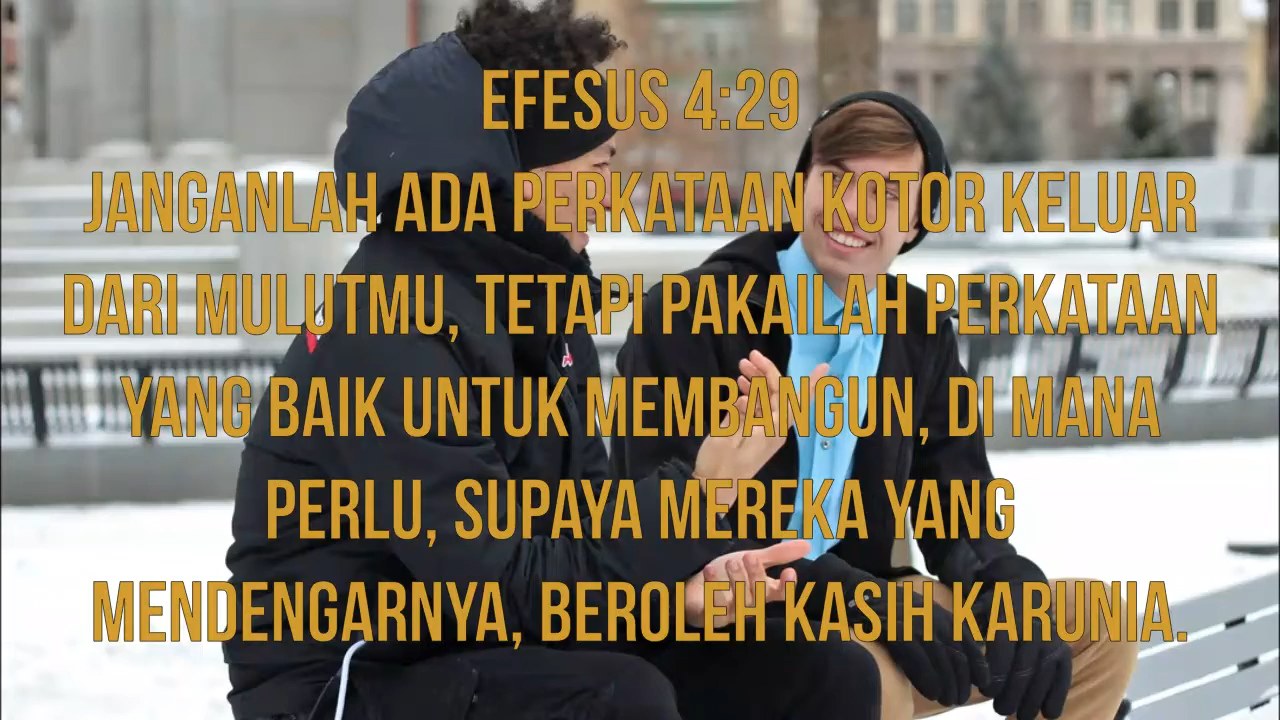 EFESUS 4:29
JANGANLAH ADA PERKATAAN KOTOR KELUAR
DARI MULUTMU, TETAPI PAKAILAH PERKATAAN
YANG BAIK UNTUK MEMBANGUN, DI MANA
PERLU, SUPAYA MEREKA YANG
MENDENGARNYA, BEROLEH KASIH KARUNIA.